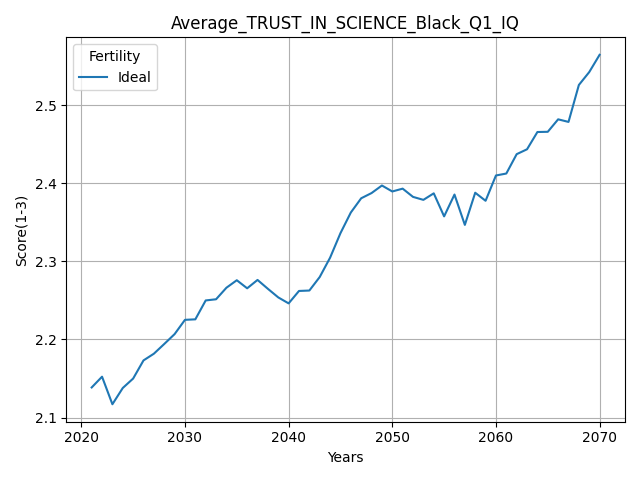 Average_TRUST_IN_SCIENCE_Black_Q1_IQ
Fertility
Ideal
Score(1-3)
2.5
2.4
2.3
2.2
2.1
2020 2030 2040 2050 2060 2070
Years